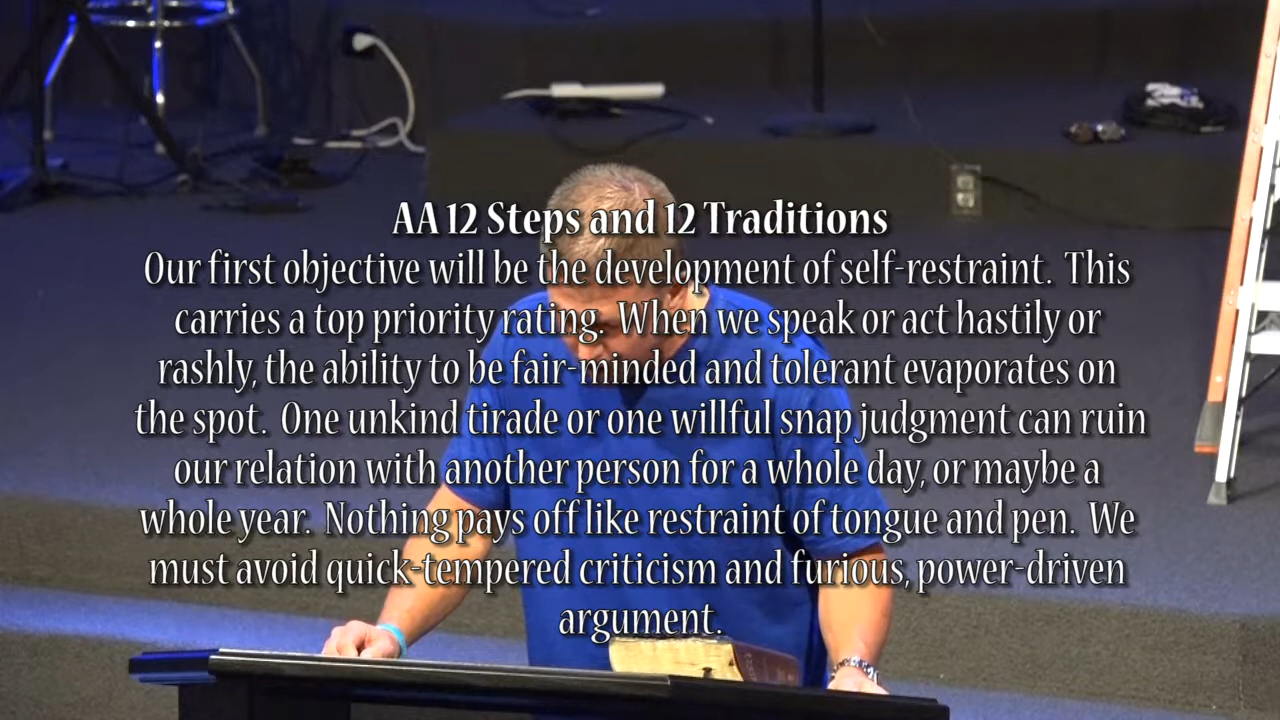 AA 12 Steps and 12 Traditions
Our first objective will be the development of self-restraint.  This
carries a top priority rating.  When we speak or act hastily or
rashly, the ability to be fair-minded and tolerant evaporates on
the spot.  One unkind tirade or one willful snap judgment can ruin
our relation with another person for a whole day, or maybe a
whole year.  Nothing pays off like restraint of tongue and pen.  We
must avoid quick-tempered criticism and furious, power-driven
argument.